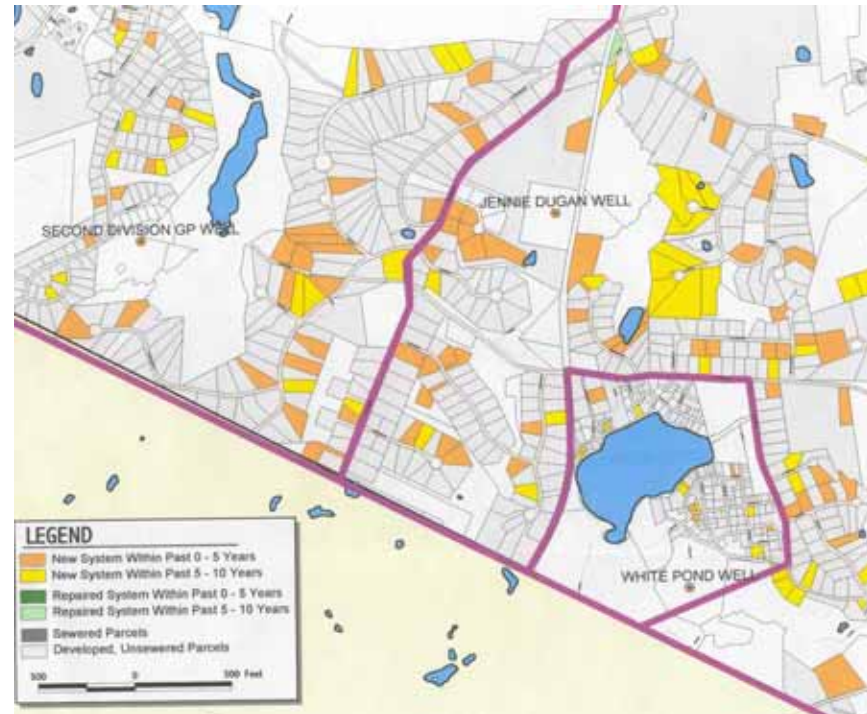 JENNIE DUGAN WELL
SECOND DIVISION GP WELL
WHITE POND WELL
LEGEND
New System Within Past 0 - 5 Years
New System Within Past 5 - 10 Years
Repaired System Within Past 0 - 5 Years
Repaired System Within Past 5 - 10 Years
Sewered Parcels
Developed, Unsewered Parcels
500 0 500 Feet